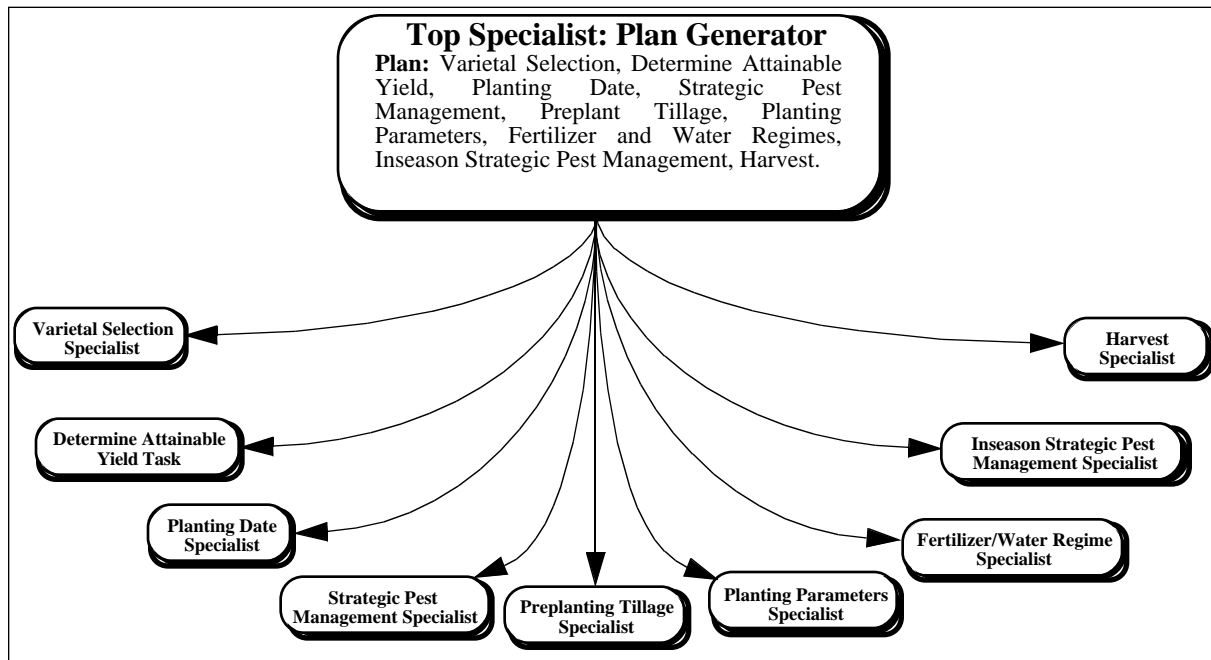 Top Specialist: Plan Generator
Plan: Varietal Selection, Determine Attainable
Yield, Planting Date, Strategic Pest
Management, Preplant Tillage, Planting
Parameters, Fertilizer and Water Regimes,
Inseason Strategic Pest Management, Harvest.
Varietal Selection
Specialist
Determine Attainable
Yield Task
Planting Date
Specialist
Strategic Pest
Management Specialist
Preplanting Tillage
Specialist
Planting Parameters
Specialist
Fertilizer/Water Regime
Specialist
Inseason Strategic Pest
Management Specialist
Harvest
Specialist